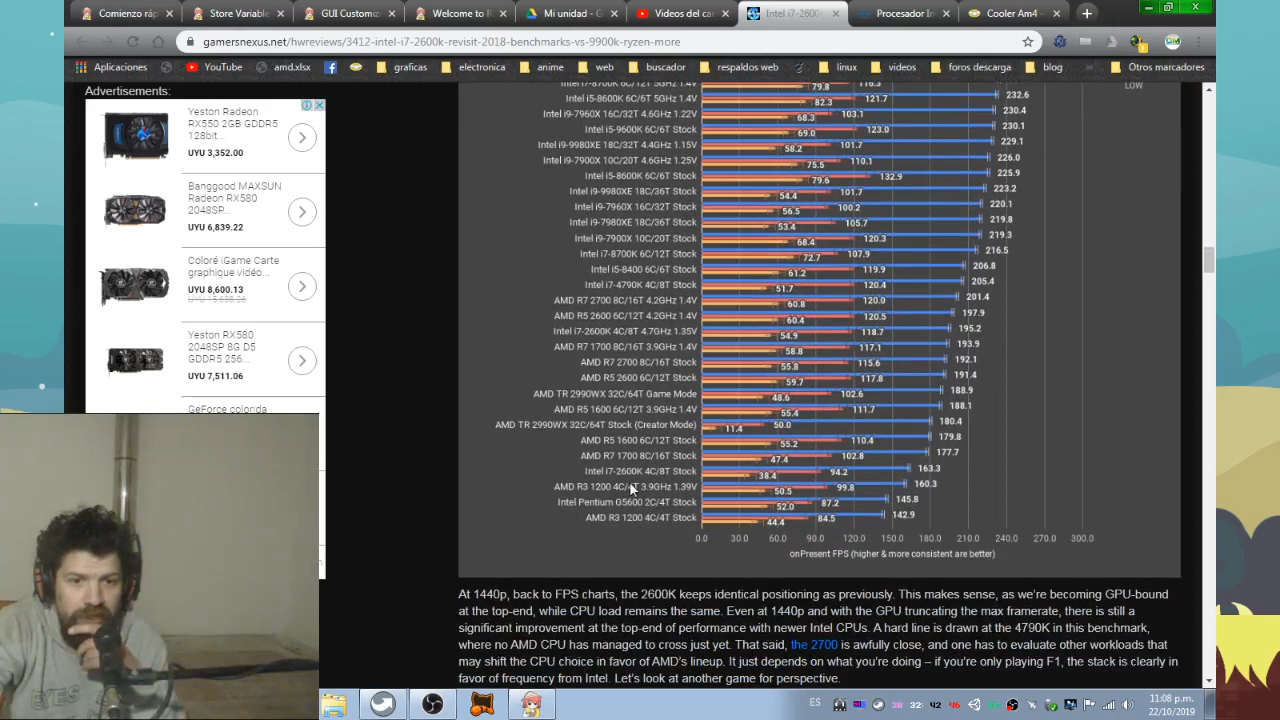 Comienzo rápi
Store Variable
GUI Customiz
Welcome to R
Mi unidad - G
Videos del can
Intel i7-2600k
Procesador In
Cooler Am4
gamersnexus.net/hwreviews/3412-intel-i7-2600k-revisit-2018-benchmarks-vs-9900k-ryzen-more
Aplicaciones
YouTube
amd.xlsx
graficas
electronica
anime
web
buscador
respaldos web
linux
videos
foros descarga
blog
»
Otros marcadores
Advertisements:
Yeston Radeon
RX550 2GB GDDR5
128bit...
UYU 3,352.00
Banggood MAXSUN
Radeon RX580
2048SP...
UYU 6,839.22
Coloré iGame Carte
graphique vidéo...
UYU 8,600.13
Yeston RX580
2048SP 8G D5
GDDR5 256...
UYU 7,511.06
GeForce colorida
LOW
Intel i7-8700K 6C/12T 5GHz 1.4V 116.3 79.8
Intel i5-8600K 6C/6T 5GHz 1.4V 232.6 121.7 82.3
Intel i9-7960X 16C/32T 4.6GHz 1.22V 230.4 103.1 68.3
Intel i5-9600K 6C/6T Stock 230.1 123.0 69.0
Intel i9-9980XE 18C/32T 4.6GHz 1.15V 229.1 101.7 58.2
Intel i9-7900X 10C/20T 4.6GHz 1.25V 226.0 110.1 75.5
Intel i5-8600K 6C/6T Stock 225.9 132.9 79.6
Intel i9-9980XE 18C/36T Stock 223.2 101.7 54.4
Intel i9-7960X 16C/32T Stock 220.1 100.2 56.5
Intel i9-7980XE 18C/36T Stock 219.8 105.7 53.4
Intel i9-7900X 10C/20T Stock 219.3 120.3 68.4
Intel i7-8700K 6C/12T Stock 216.5 107.9 72.7
Intel i5-8400 6C/6T Stock 206.8 119.9 61.2
Intel i7-4790K 4C/8T Stock 205.4 120.4 51.7
AMD R7 2700 8C/16T 4.2GHz 1.4V 201.4 120.0 60.8
AMD R5 2600 6C/12T 4.2GHz 1.4V 197.9 120.5 60.4
Intel i7-2600K 4C/8T 4.7GHz 1.35V 195.2 118.7 54.9
AMD R7 1700 8C/16T 3.9GHz 1.4V 193.9 117.1 58.8
AMD R7 2700 8C/16T Stock 192.1 115.6 55.8
AMD R5 2600 6C/12T Stock 191.4 117.8 59.7
AMD TR 2990WX 32C/64T Game Mode 188.9 102.6 48.6
AMD R5 1600 6C/12T 3.9GHz 1.4V 188.1 111.7 55.4
AMD TR 2990WX 32C/64T Stock (Creator Mode) 180.4 50.0 11.4
AMD R5 1600 6C/12T Stock 179.8 110.4 55.2
AMD R7 1700 8C/16T Stock 177.7 102.8 47.4
Intel i7-2600K 4C/8T Stock 163.3 94.2 38.4
AMD R3 1200 4C/4T 3.9GHz 1.39V 160.3 99.8 50.5
Intel Pentium G5600 2C/4T Stock 145.8 87.2 52.0
AMD R3 1200 4C/4T Stock 142.9 84.5 44.4
0.0 30.0 60.0 90.0 120.0 150.0 180.0 210.0 240.0 270.0 300.0
onPresent FPS (higher & more consistent are better)
At 1440p, back to FPS charts, the 2600K keeps identical positioning as previously. This makes sense, as we're becoming GPU-bound
at the top-end, while CPU load remains the same. Even at 1440p and with the GPU truncating the max framerate, there is still a
significant improvement at the top-end of performance with newer Intel CPUs. A hard line is drawn at the 4790K in this benchmark,
where no AMD CPU has managed to cross just yet. That said, the 2700 is awfully close, and one has to evaluate other workloads that
may shift the CPU choice in favor of AMD's lineup. It just depends on what you're doing – if you're only playing F1, the stack is clearly in
favor of frequency from Intel. Let's look at another game for perspective.
ES
38 32 42 46
11:08 p.m.
22/10/2019